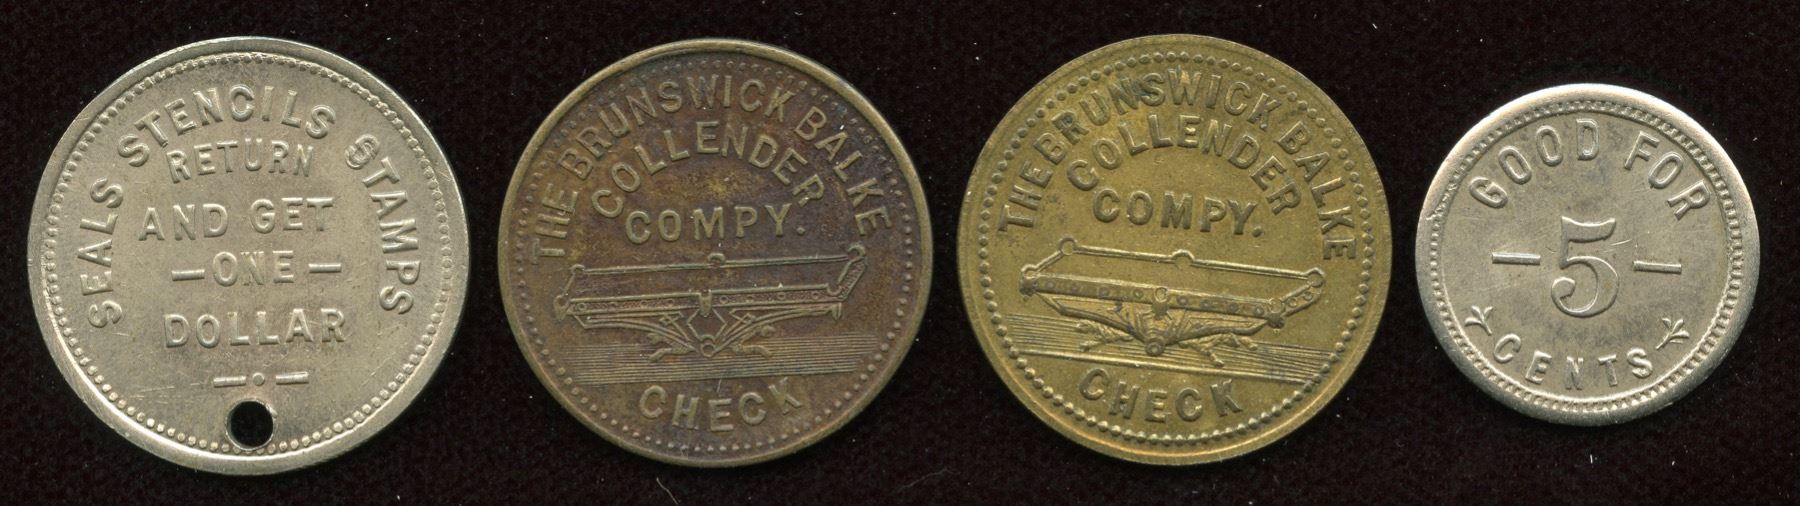 SEALS STENCILS STAMPS
RETURN
AND GET
— ONE —
DOLLAR
THE BRUNSWICK BALKE
COLLENDER
COMPY.
CHECK
THE BRUNSWICK BALKE
COLLENDER
COMPY.
CHECK
GOOD FOR
— 5 —
CENTS